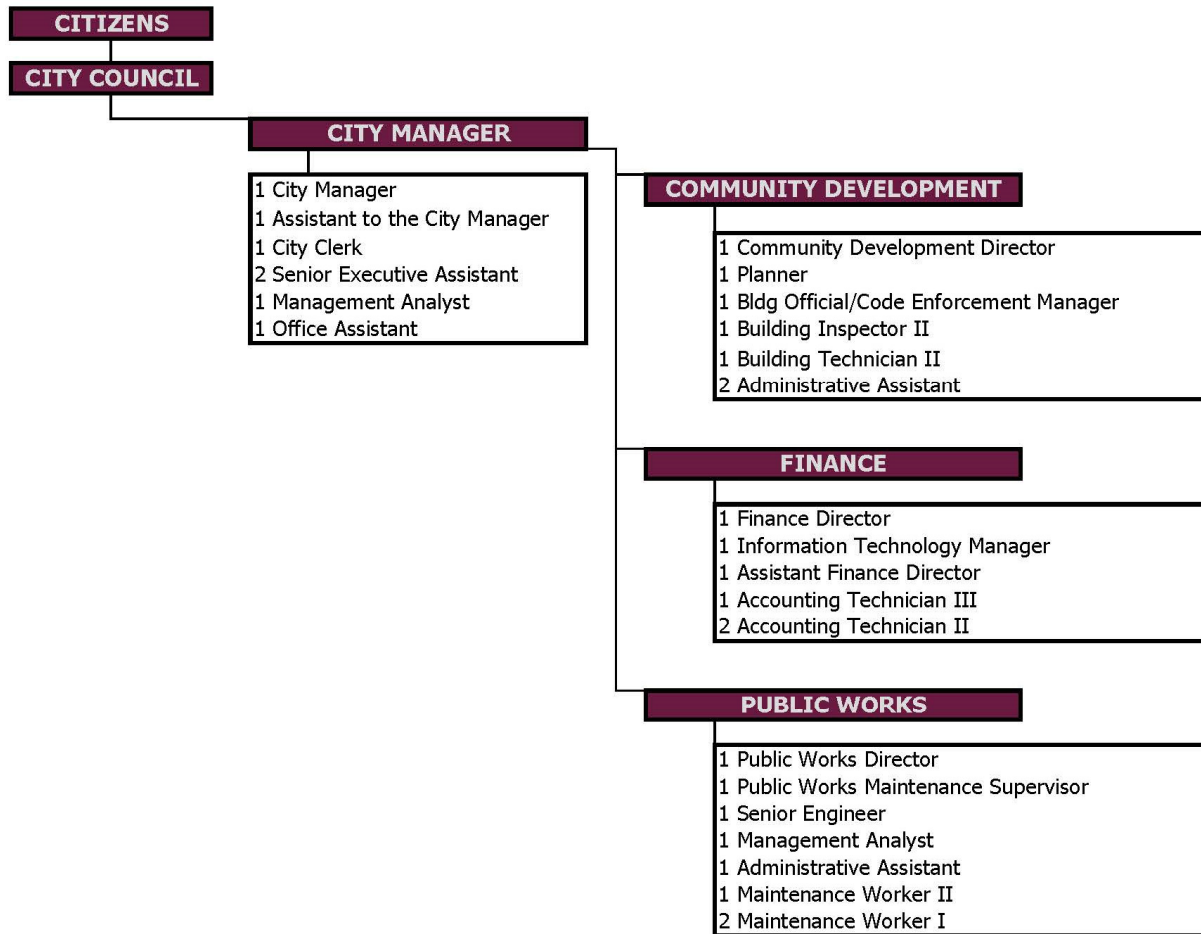 CITIZENS
CITY COUNCIL
CITY MANAGER
1 City Manager
1 Assistant to the City Manager
1 City Clerk
2 Senior Executive Assistant
1 Management Analyst
1 Office Assistant
COMMUNITY DEVELOPMENT
1 Community Development Director
1 Planner
1 Bldg Official/Code Enforcement Manager
1 Building Inspector II
1 Building Technician II
2 Administrative Assistant
FINANCE
1 Finance Director
1 Information Technology Manager
1 Assistant Finance Director
1 Accounting Technician III
2 Accounting Technician II
PUBLIC WORKS
1 Public Works Director
1 Public Works Maintenance Supervisor
1 Senior Engineer
1 Management Analyst
1 Administrative Assistant
1 Maintenance Worker II
2 Maintenance Worker I